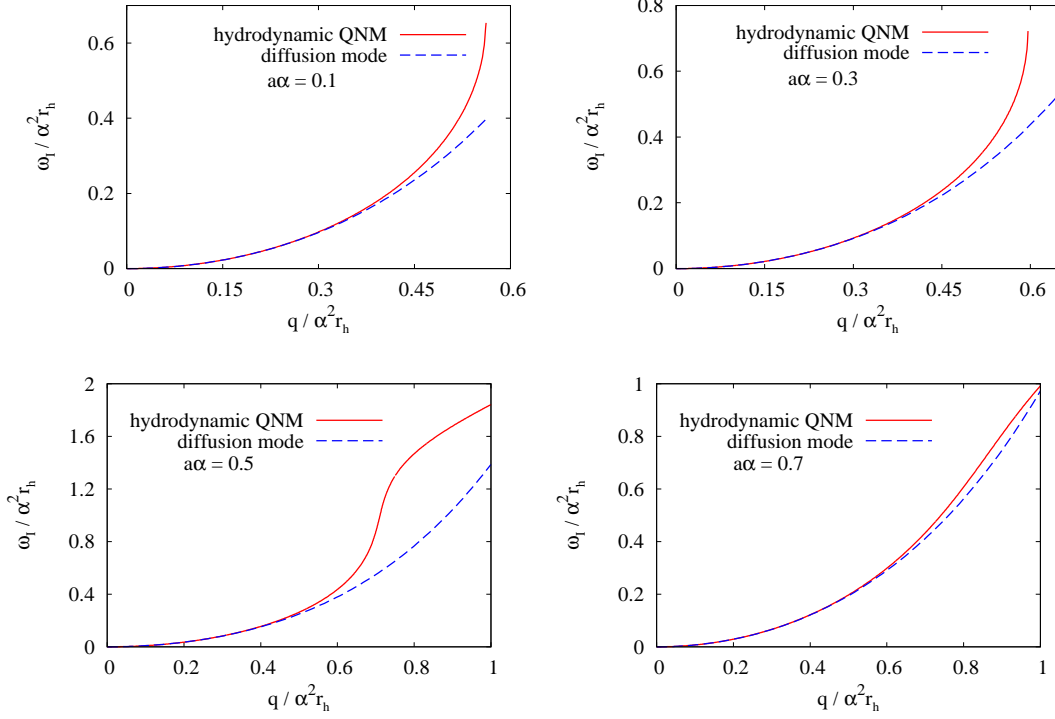 hydrodynamic QNM
diffusion mode
aα = 0.1
ω_I / α²r_h
0.6
0.4
0.2
0
0 0.15 0.3 0.45 0.6
q / α²r_h
hydrodynamic QNM
diffusion mode
aα = 0.3
ω_I / α²r_h
0.8
0.6
0.4
0.2
0
0 0.15 0.3 0.45 0.6
q / α²r_h
hydrodynamic QNM
diffusion mode
aα = 0.5
ω_I / α²r_h
2
1.6
1.2
0.8
0.4
0
0 0.2 0.4 0.6 0.8 1
q / α²r_h
hydrodynamic QNM
diffusion mode
aα = 0.7
ω_I / α²r_h
1
0.8
0.6
0.4
0.2
0
0 0.2 0.4 0.6 0.8 1
q / α²r_h